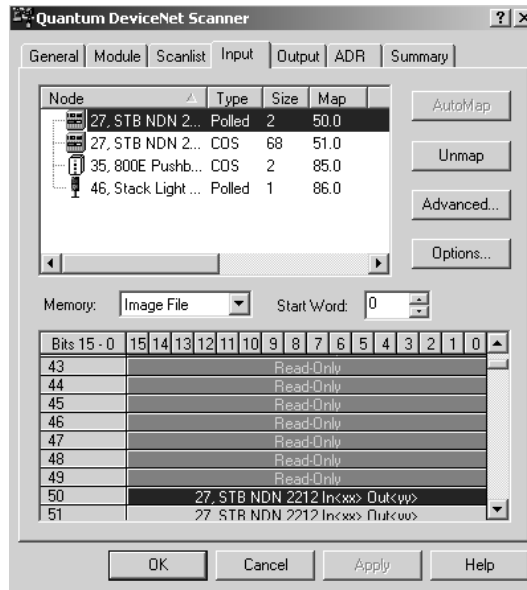 Quantum DeviceNet Scanner
General Module Scanlist Input Output ADR Summary
Node Type Size Map
27, STB NDN 2... Polled 2 50.0
27, STB NDN 2... COS 68 51.0
35, 800E Pushb... COS 2 85.0
46, Stack Light ... Polled 1 86.0
AutoMap
Unmap
Advanced...
Options...
Memory: Image File Start Word: 0
Bits 15 - 0 15 14 13 12 11 10 9 8 7 6 5 4 3 2 1 0
43 Read-Only
44 Read-Only
45 Read-Only
46 Read-Only
47 Read-Only
48 Read-Only
49 Read-Only
50 27, STB NDN 2212 In<xx> Out<yy>
51 27, STB NDN 2212 In<xx> Out<yy>
OK Cancel Apply Help